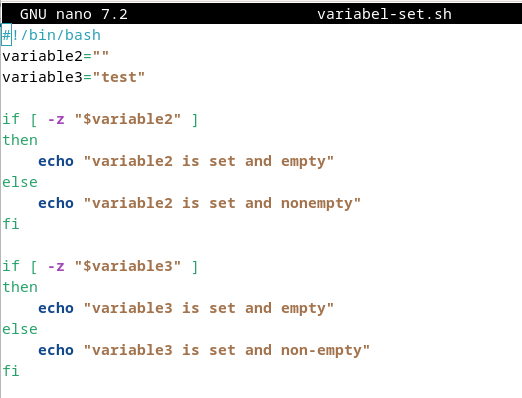 GNU nano 7.2 variabel-set.sh
#!/bin/bash
variable2=""
variable3="test"

if [ -z "$variable2" ]
then
    echo "variable2 is set and empty"
else
    echo "variable2 is set and nonempty"
fi

if [ -z "$variable3" ]
then
    echo "variable3 is set and empty"
else
    echo "variable3 is set and non-empty"
fi